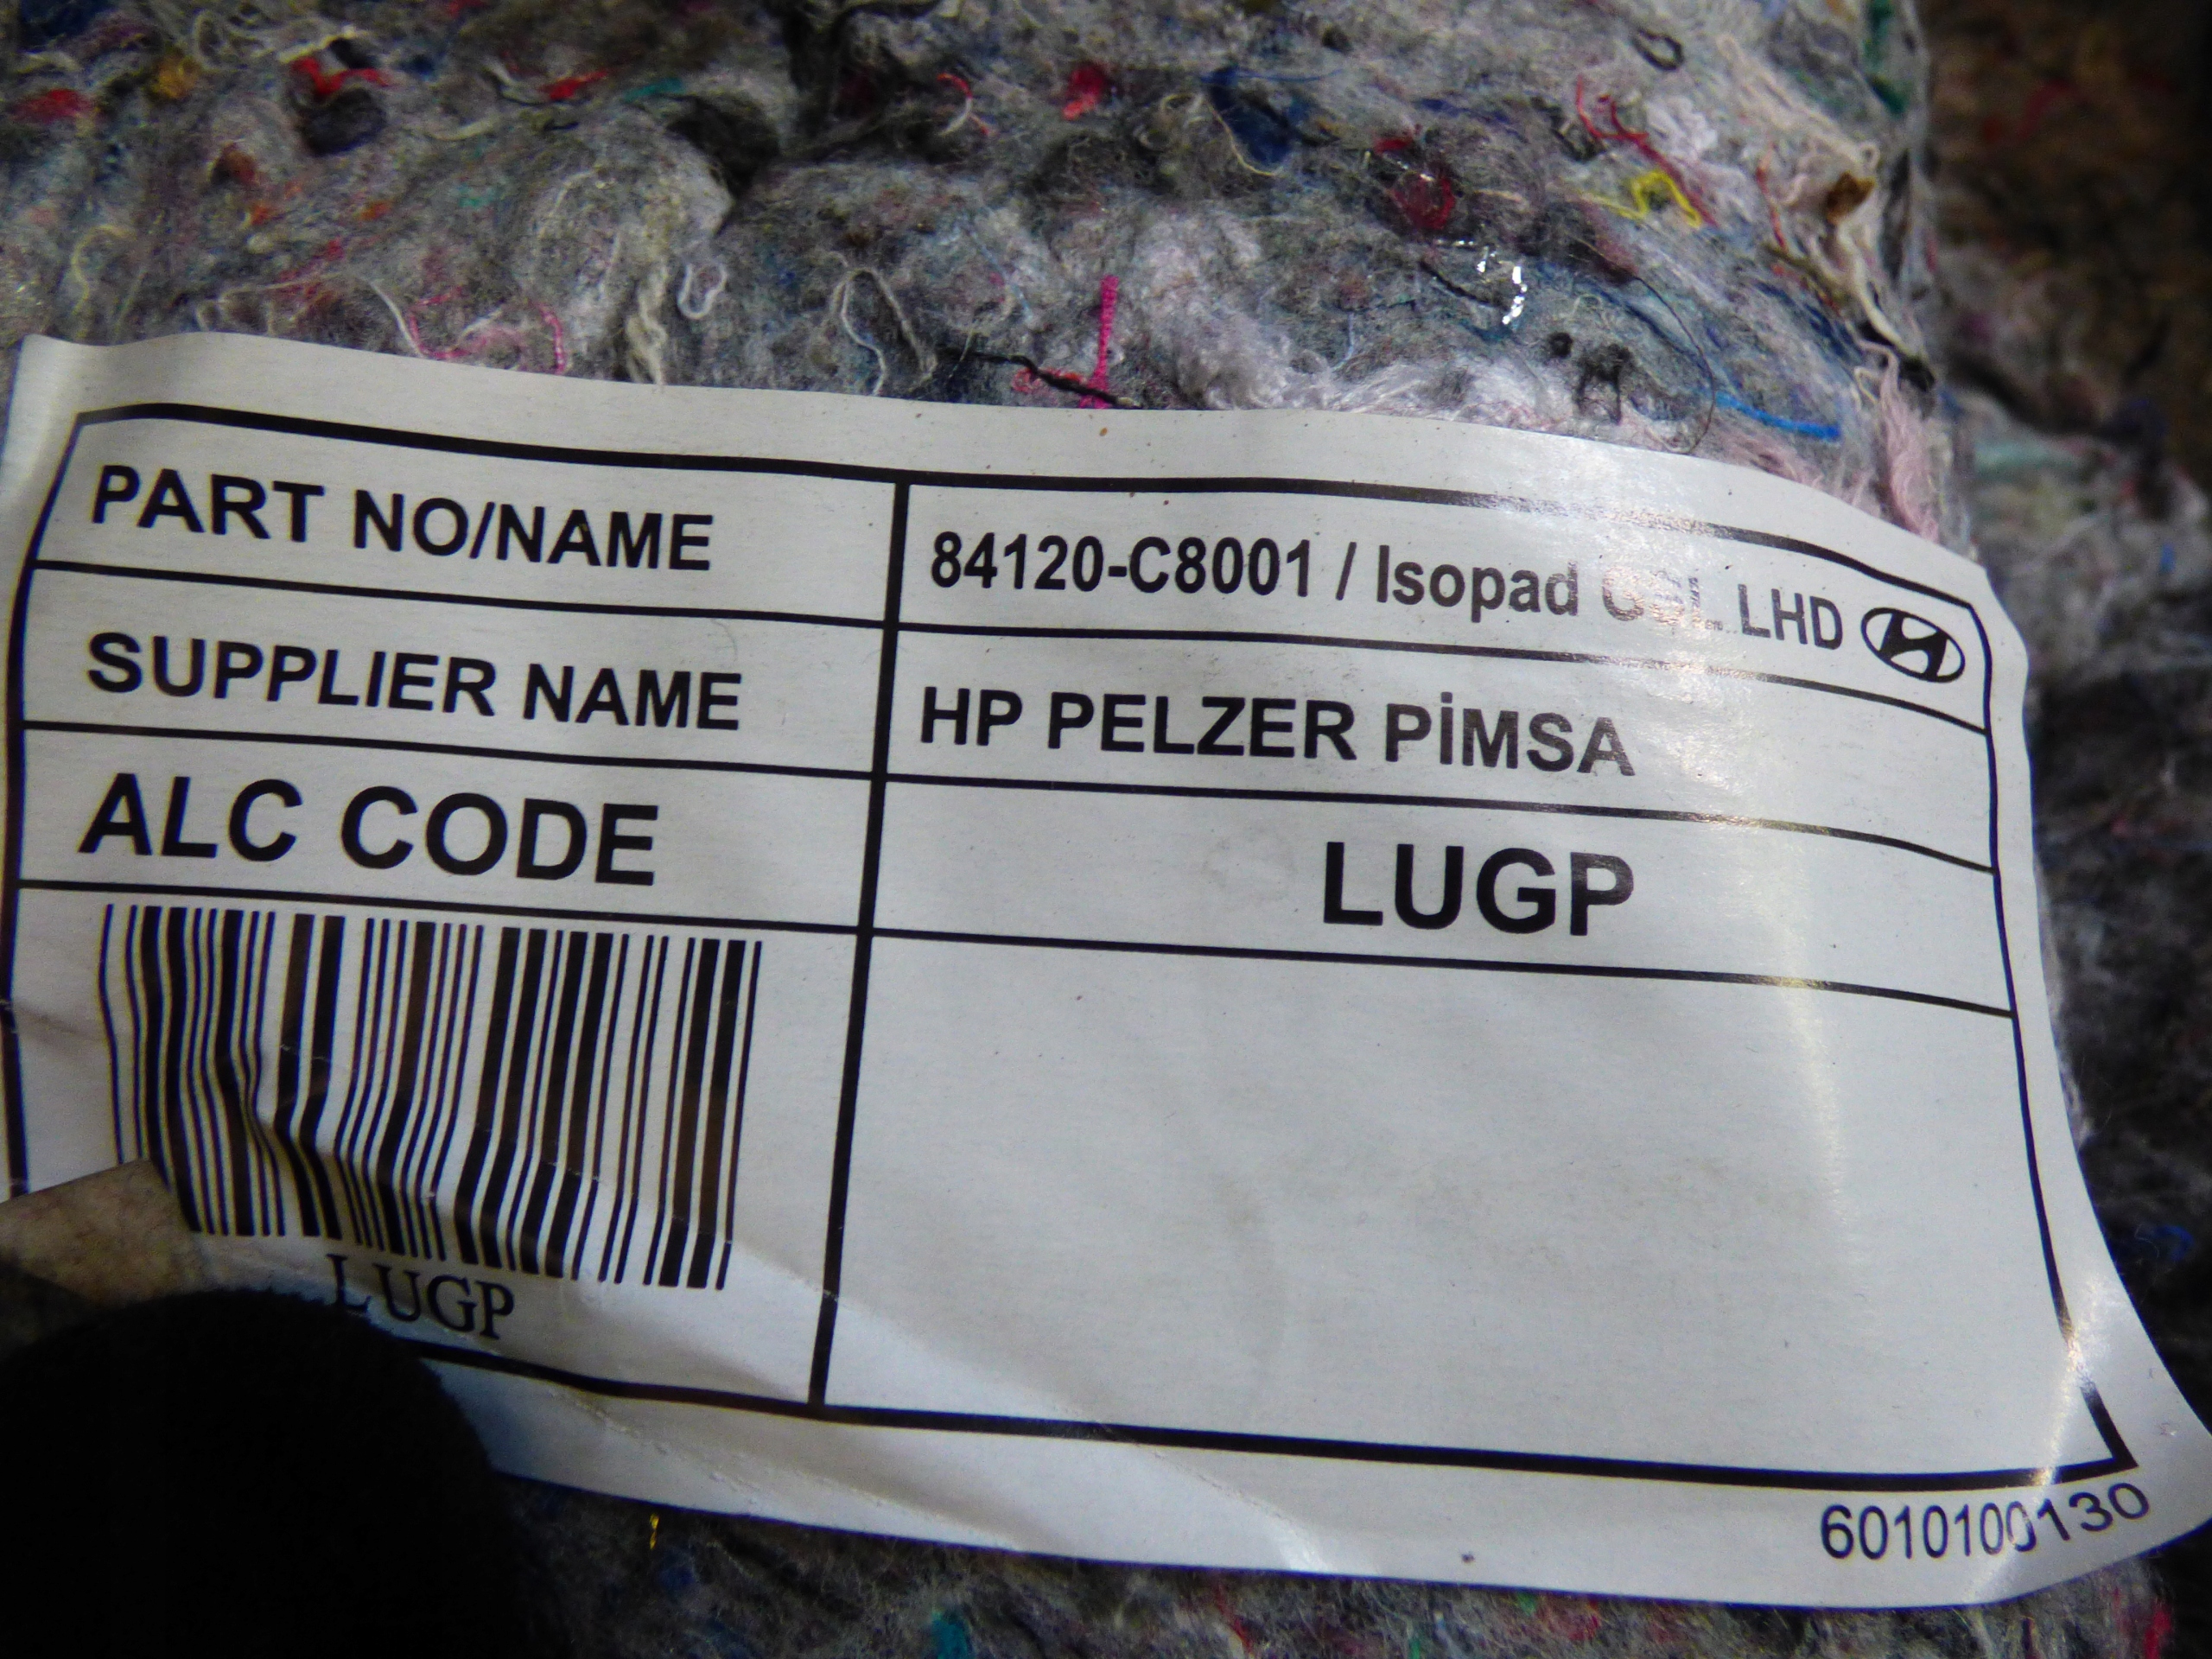 PART NO/NAME
84120-C8001 / Isopad LHD
SUPPLIER NAME
HP PELZER PİMSA
ALC CODE
LUGP
LUGP
6010100130